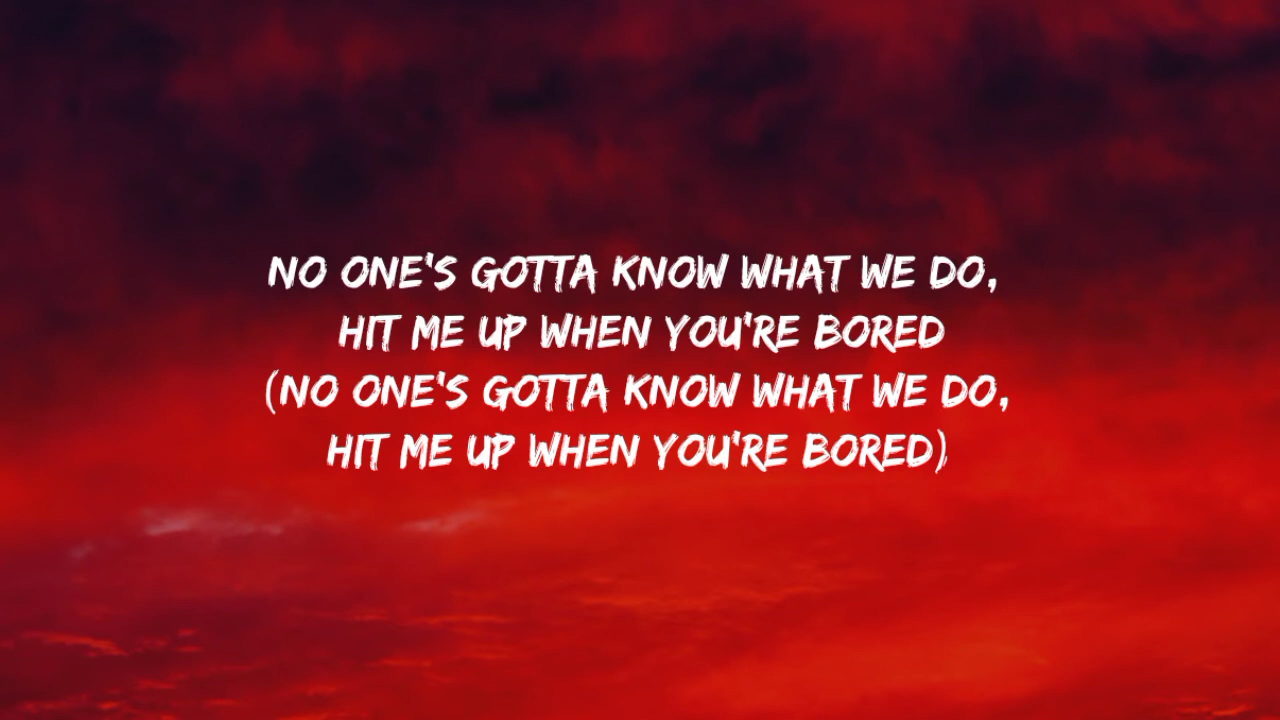 NO ONE'S GOTTA KNOW WHAT WE DO,
HIT ME UP WHEN YOU'RE BORED
(NO ONE'S GOTTA KNOW WHAT WE DO,
HIT ME UP WHEN YOU'RE BORED)